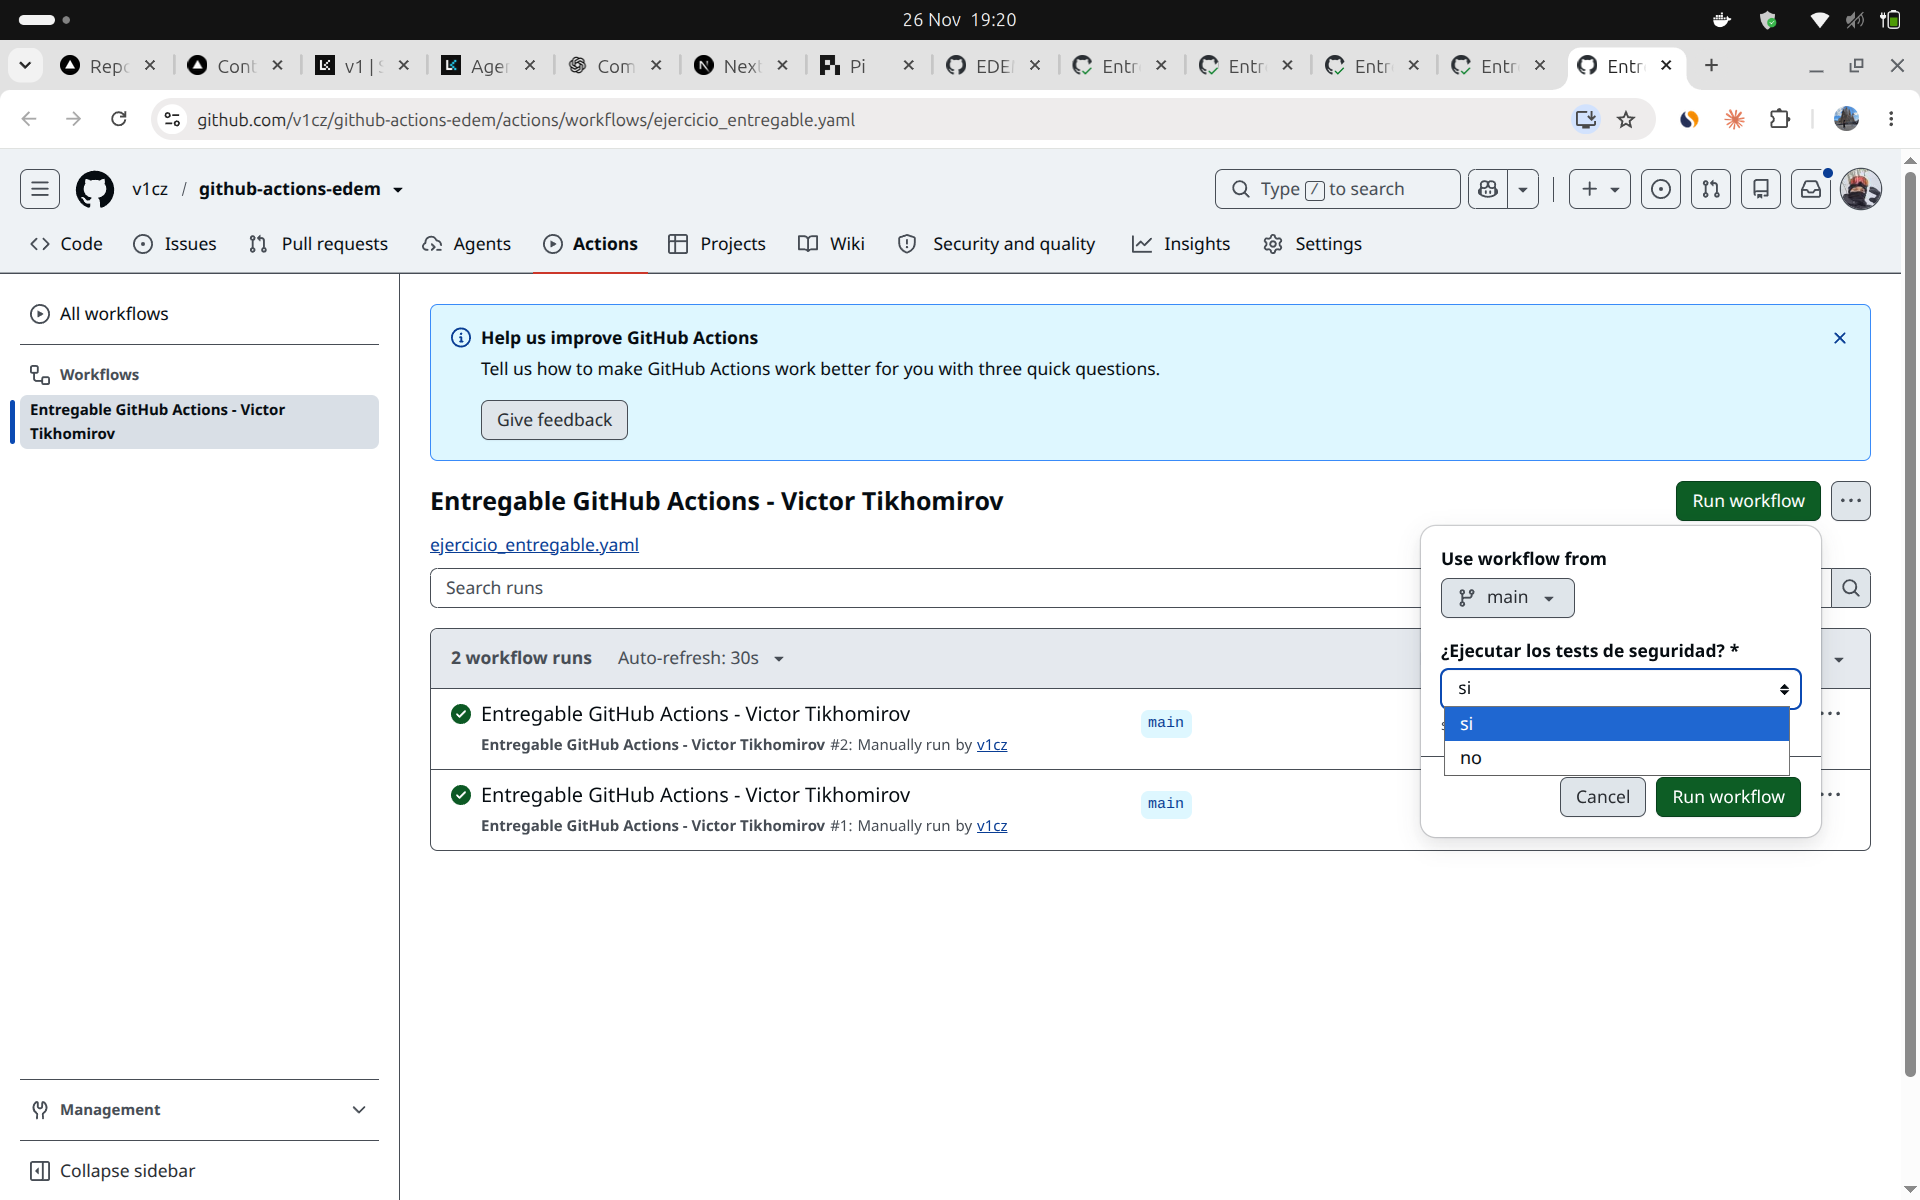 26 Nov 19:20
Repo
Cont
v1 | S
Agen
Com
Next
Pi
EDEM
Entre
Entre
Entre
Entre
Entre
github.com/v1cz/github-actions-edem/actions/workflows/ejercicio_entregable.yaml
v1cz / github-actions-edem
Type / to search
Code
Issues
Pull requests
Agents
Actions
Projects
Wiki
Security and quality
Insights
Settings
All workflows
Workflows
Entregable GitHub Actions - Victor
Tikhomirov
Management
Collapse sidebar
Help us improve GitHub Actions
Tell us how to make GitHub Actions work better for you with three quick questions.
Give feedback
Entregable GitHub Actions - Victor Tikhomirov
Run workflow
ejercicio_entregable.yaml
Search runs
2 workflow runs
Auto-refresh: 30s
Entregable GitHub Actions - Victor Tikhomirov
main
Entregable GitHub Actions - Victor Tikhomirov #2: Manually run by v1cz
Entregable GitHub Actions - Victor Tikhomirov
main
Entregable GitHub Actions - Victor Tikhomirov #1: Manually run by v1cz
Use workflow from
main
¿Ejecutar los tests de seguridad? *
si
si
no
Cancel
Run workflow